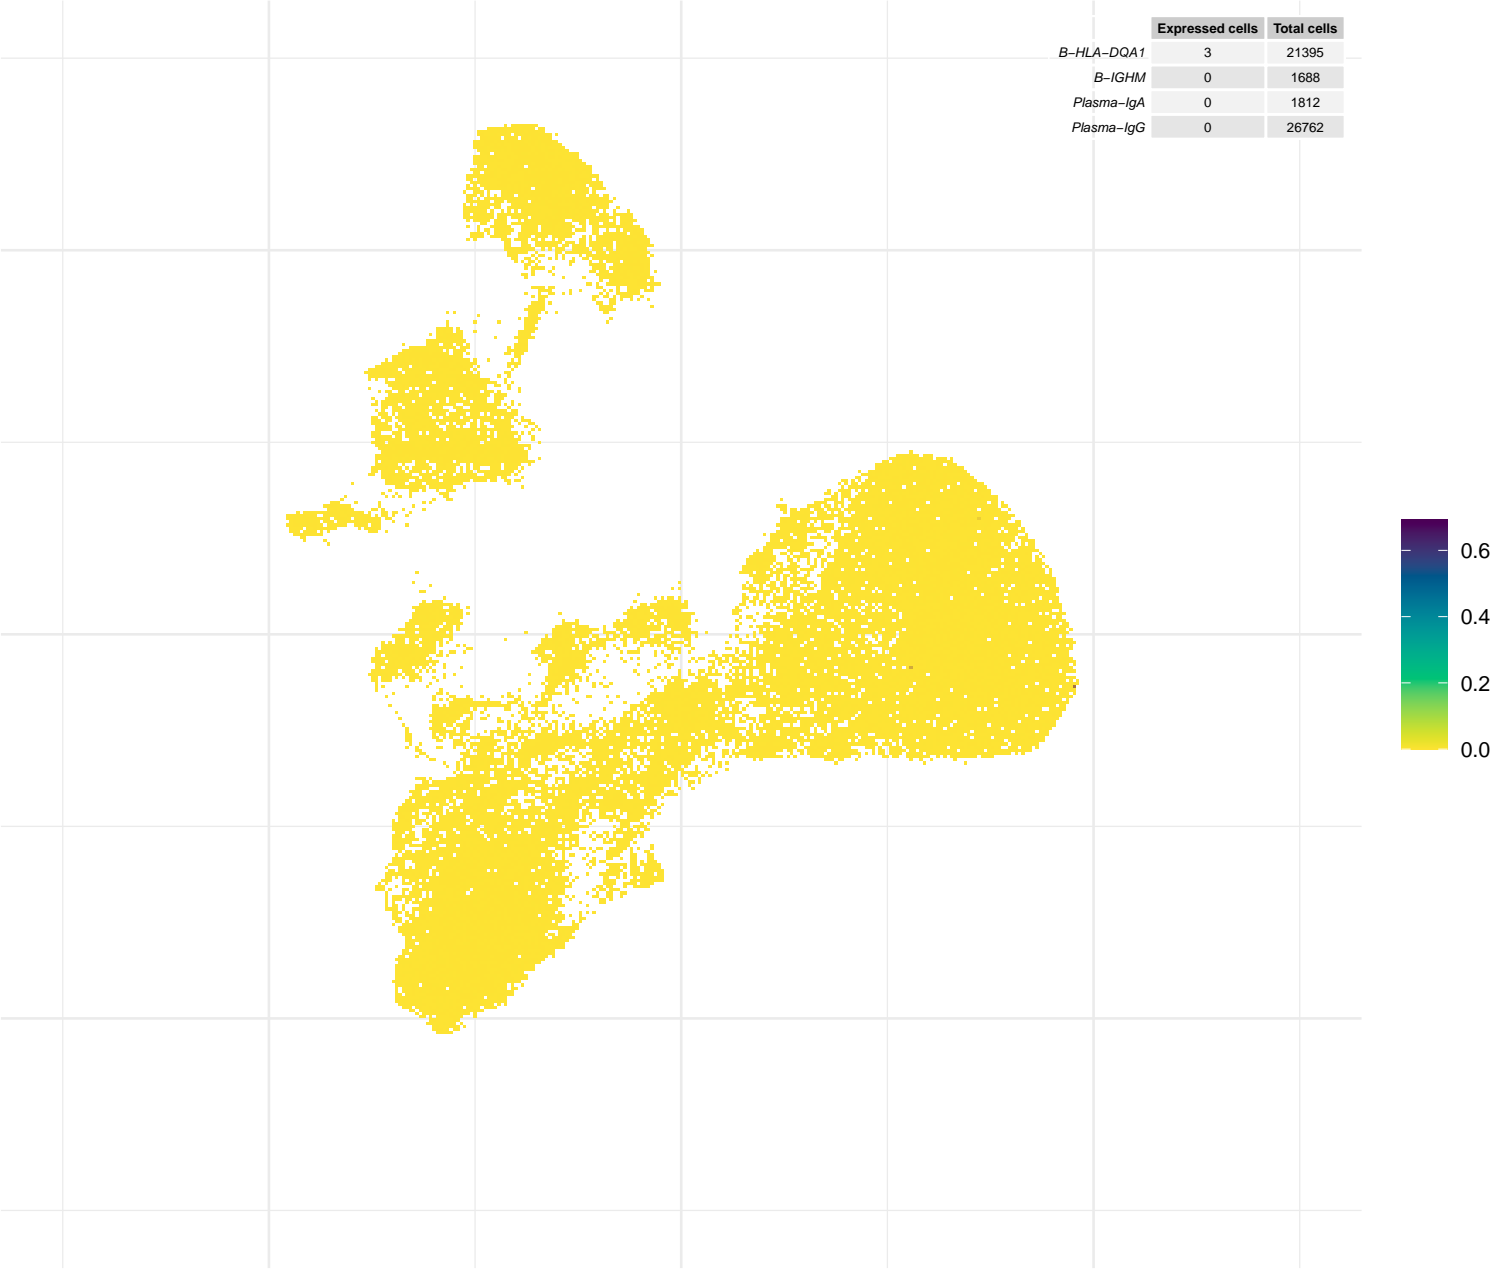 Expressed cells Total cells
B−HLA−DQA1 3 21395
B−IGHM 0 1688
Plasma−IgA 0 1812
Plasma−IgG 0 26762
0.6
0.4
0.2
0.0